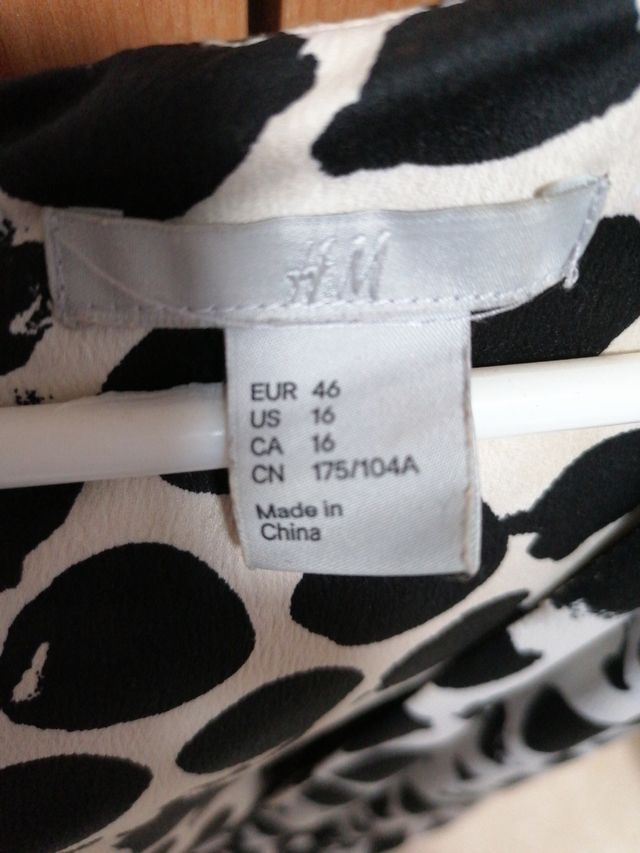 H&M
EUR 46
US 16
CA 16
CN 175/104A
Made in
China